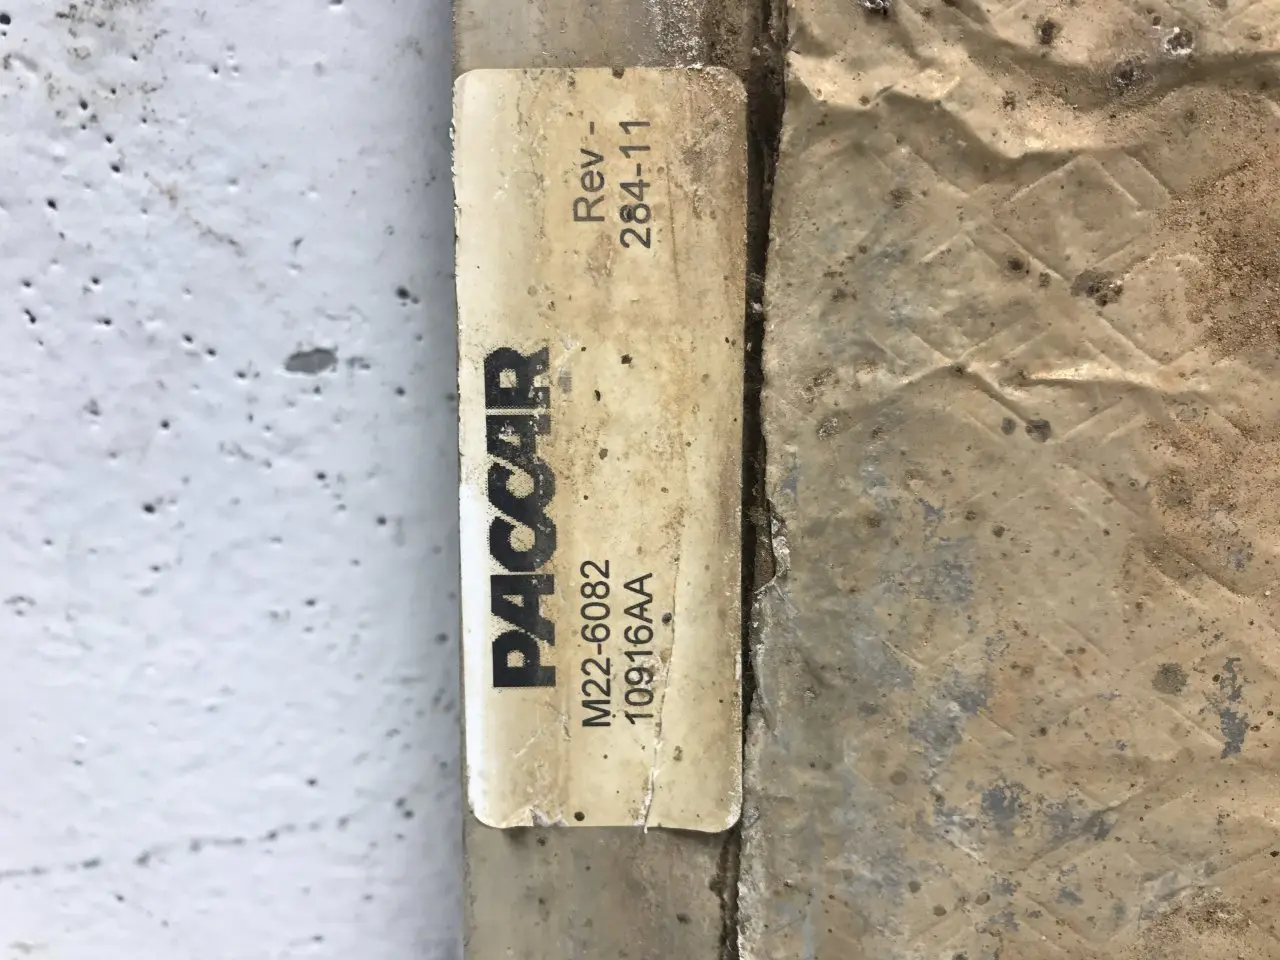 PACCAR
M22-6082
10916AA
Rev -
284-11